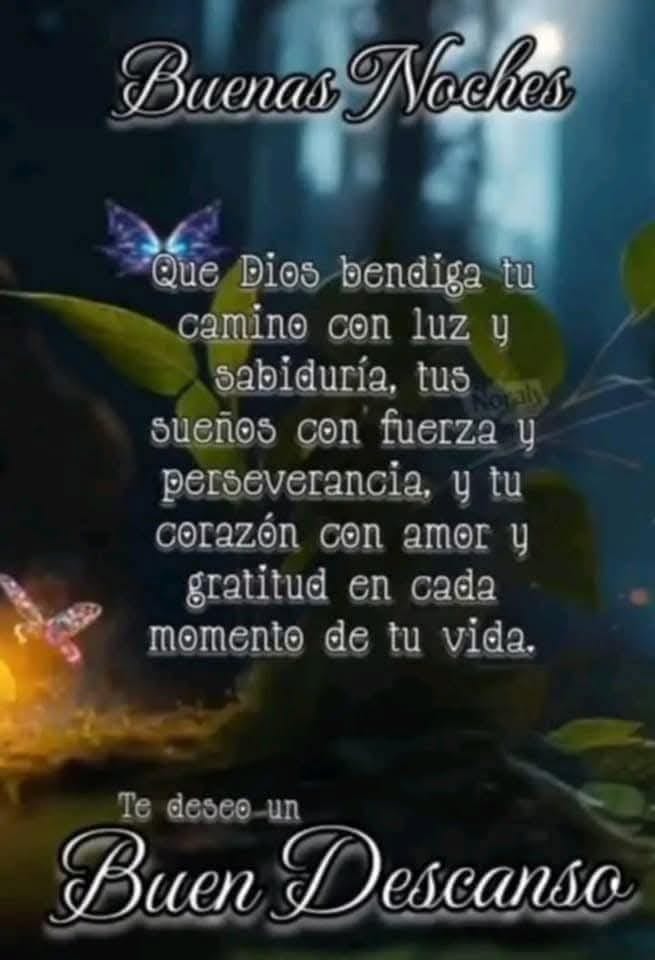 Buenas Noches
Que Dios bendiga tu
camino con luz y
sabiduría, tus
sueños con fuerza y
perseverancia, y tu
corazón con amor y
gratitud en cada
momento de tu vida.
Te deseo un
Buen Descanso